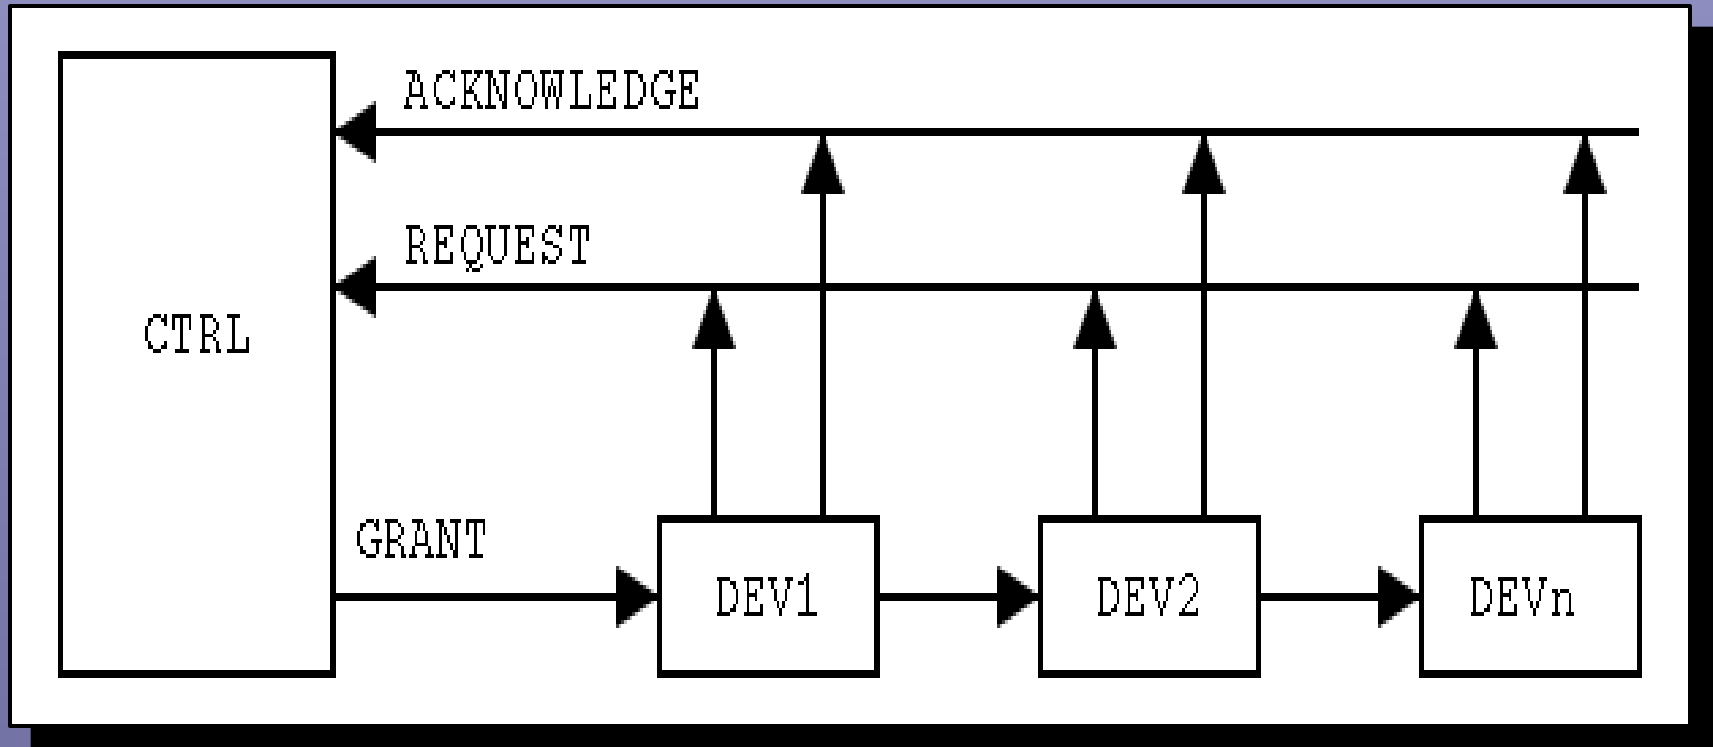 ACKNOWLEDGE
REQUEST
CTRL
GRANT
DEV1
DEV2
DEVn